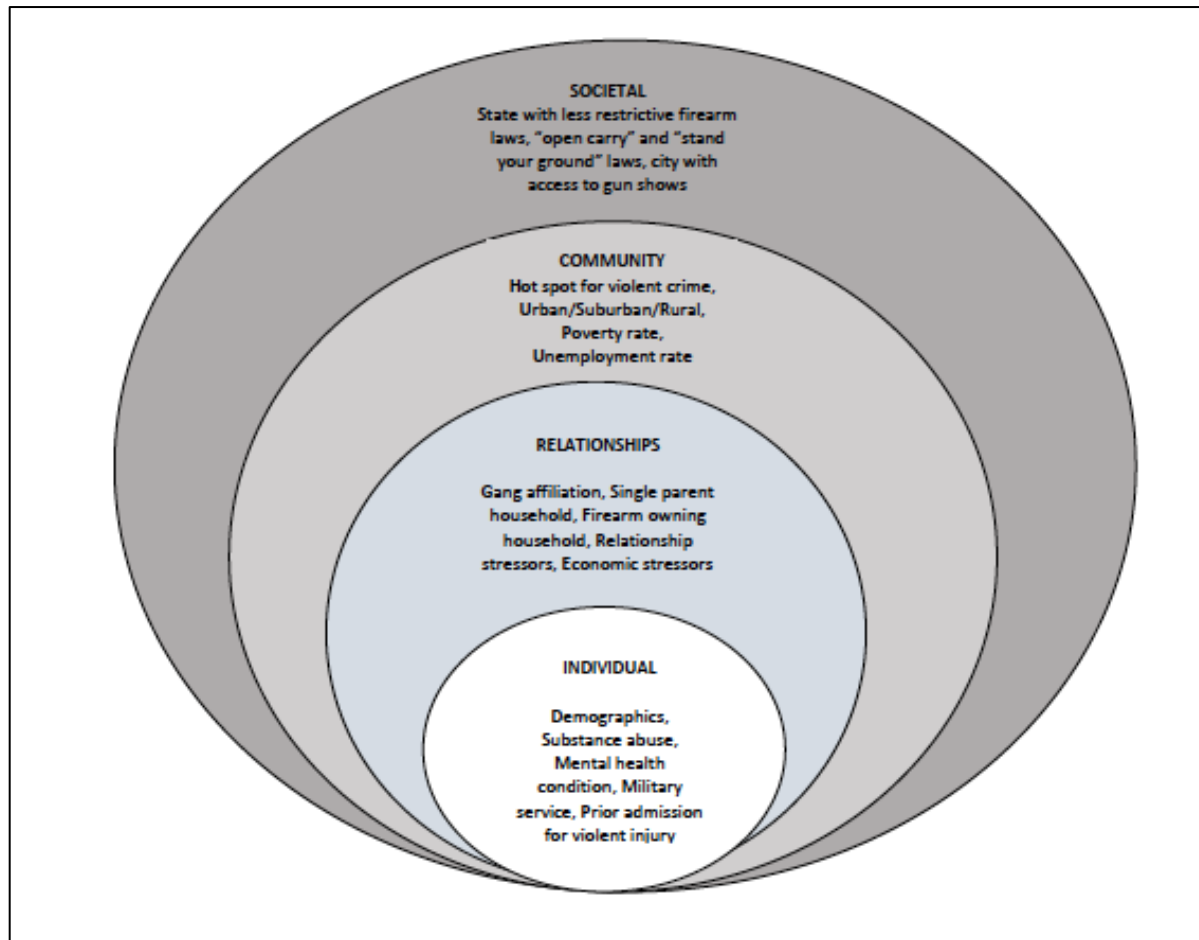 SOCIETAL
State with less restrictive firearm
laws, “open carry” and “stand
your ground” laws, city with
access to gun shows
COMMUNITY
Hot spot for violent crime,
Urban/Suburban/Rural,
Poverty rate,
Unemployment rate
RELATIONSHIPS
Gang affiliation, Single parent
household, Firearm owning
household, Relationship
stressors, Economic stressors
INDIVIDUAL
Demographics,
Substance abuse,
Mental health
condition, Military
service, Prior admission
for violent injury